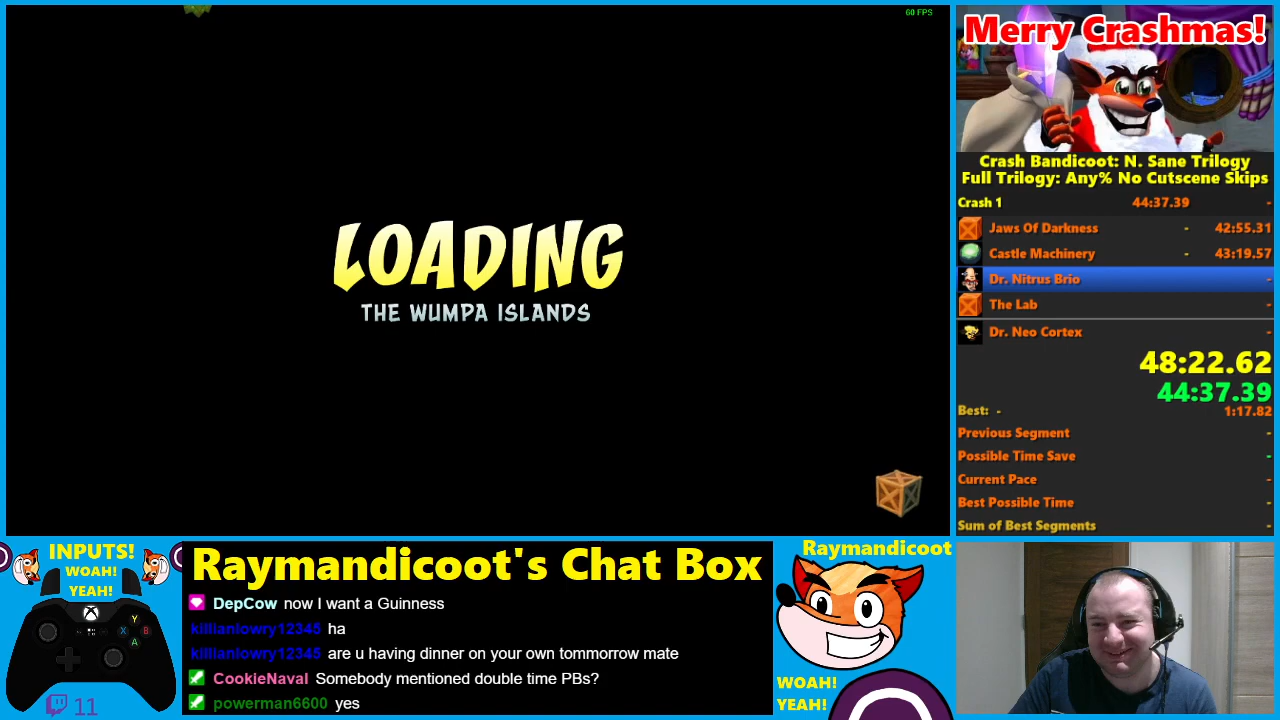 60 FPS
LOADING
THE WUMPA ISLANDS
Merry Crashmas!
Crash Bandicoot: N. Sane Trilogy
Full Trilogy: Any% No Cutscene Skips
Crash 1 44:37.39 -
Jaws Of Darkness - 42:55.31
Castle Machinery - 43:19.57
Dr. Nitrus Brio -
The Lab -
Dr. Neo Cortex -
48:22.62
44:37.39
Best: - 1:17.82
Previous Segment -
Possible Time Save -
Current Pace -
Best Possible Time -
Sum of Best Segments -
INPUTS!
WOAH!
YEAH!
Y
X B
A
11
Raymandicoot's Chat Box
DepCow now I want a Guinness
killianlowry12345 ha
killianlowry12345 are u having dinner on your own tommorrow mate
CookieNaval Somebody mentioned double time PBs?
powerman6600 yes
Raymandicoot
WOAH!
YEAH!